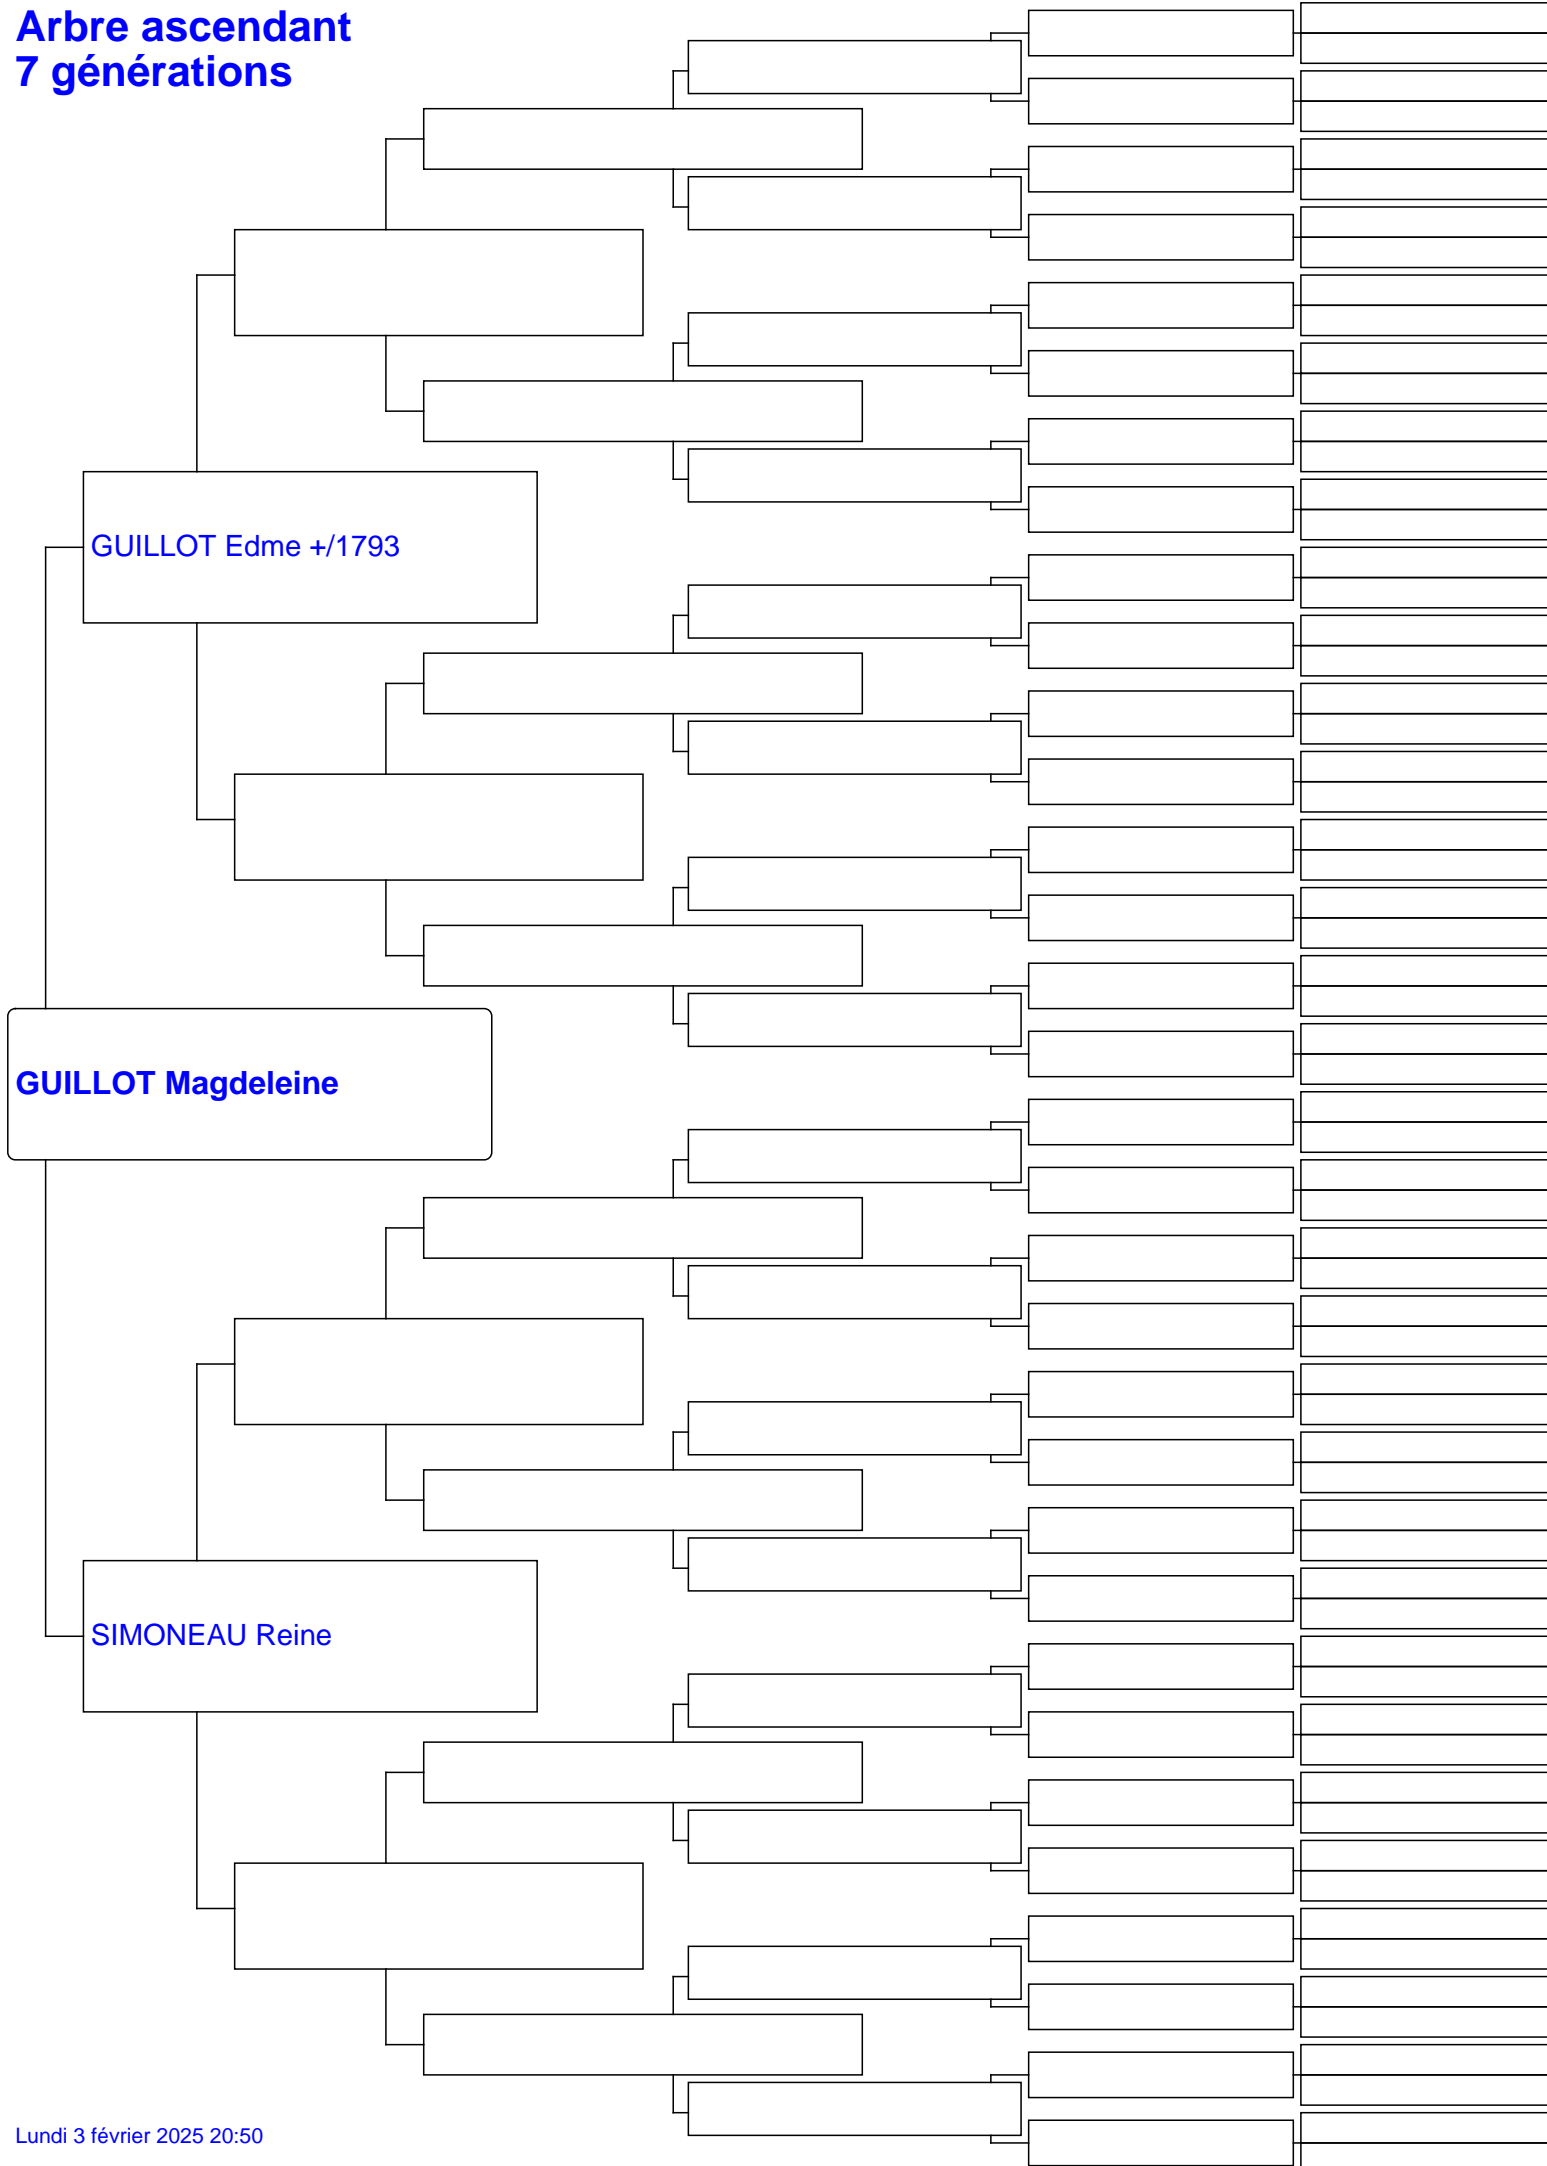 Arbre ascendant
7 générations
GUILLOT Edme +/1793
GUILLOT Magdeleine
SIMONEAU Reine
Lundi 3 février 2025 20:50